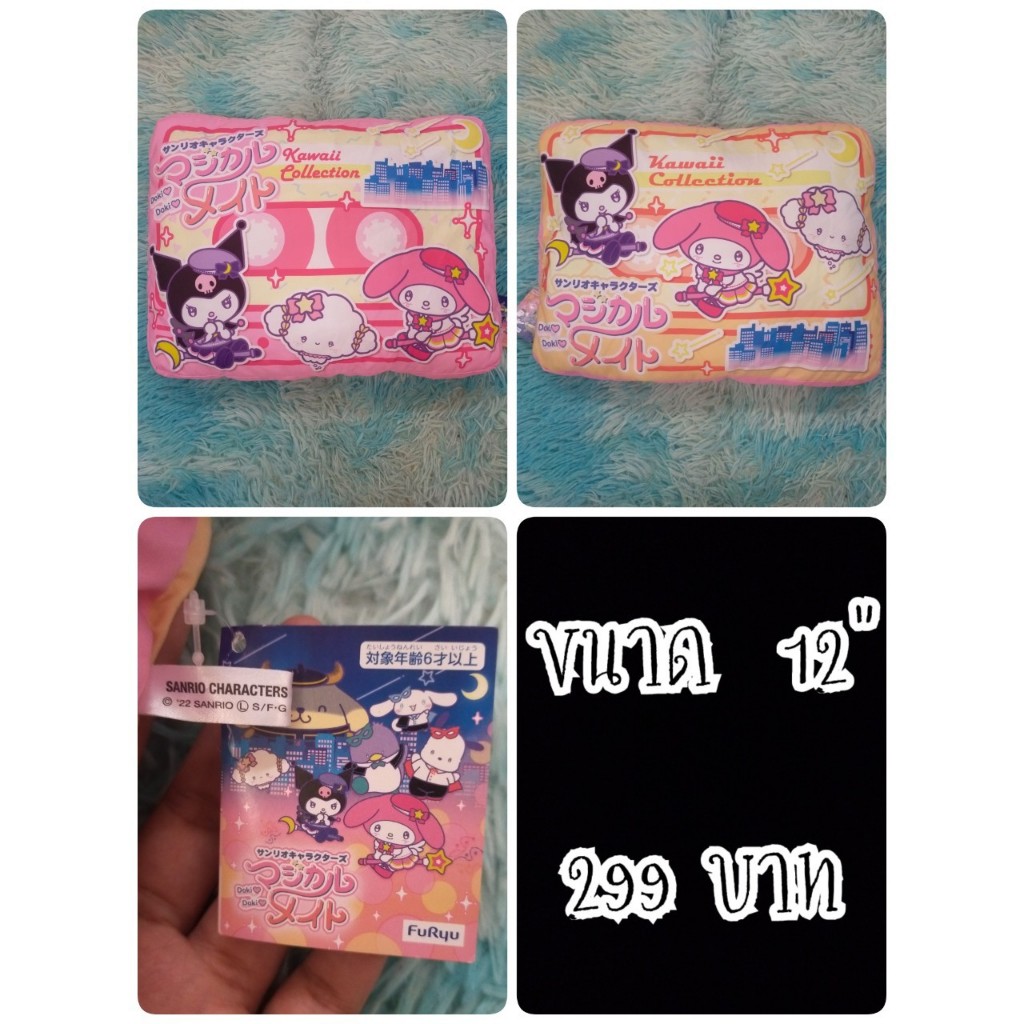 サンリオキャラクターズ
マジカル
Doki♡
Doki♡
メイト
Kawaii
Collection
Kawaii
Collection
サンリオキャラクターズ
マジカル
Doki♡
Doki♡
メイト
たいしょうねんれい さい いじょう
対象年齢6才以上
SANRIO CHARACTERS
© '22 SANRIO Ⓛ S/F・G
サンリオキャラクターズ
マジカル
Doki♡
Doki♡
メイト
FuRyu
ขนาด 12"
299 บาท